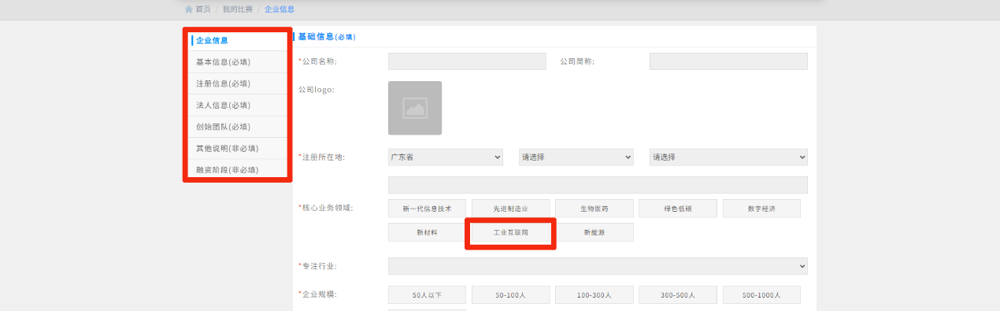 首页 / 我的比赛 / 企业信息
企业信息
基本信息(必填)
注册信息(必填)
法人信息(必填)
创始团队(必填)
其他说明(非必填)
融资阶段(非必填)
基础信息(必填)
*公司名称:
公司简称:
公司logo:
*注册所在地:
广东省
请选择
请选择
*核心业务领域:
新一代信息技术
先进制造业
生物医药
绿色低碳
数字经济
新材料
工业互联网
新能源
*专注行业:
*企业规模:
50人以下
50-100人
100-300人
300-500人
500-1000人